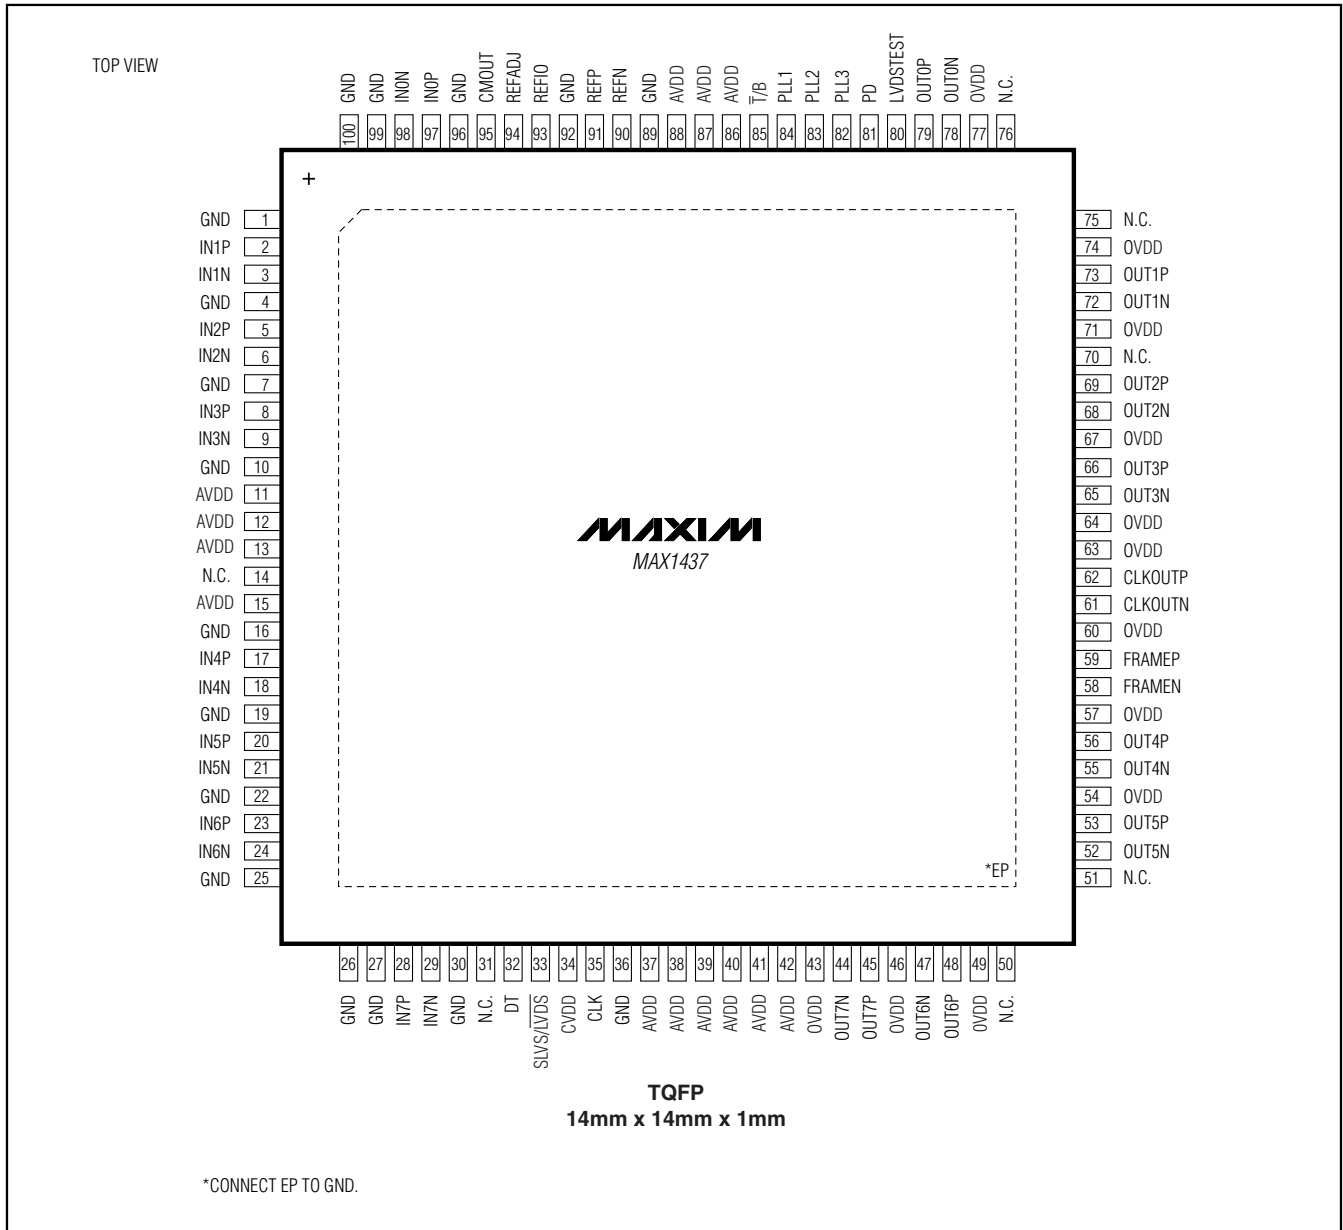 TOP VIEW
GND GND IN0N IN0P GND CMOUT REFADJ REFIO GND REFP REFN GND AVDD AVDD AVDD T/B PLL1 PLL2 PLL3 PD LVDSTEST OUT0P OUT0N OVDD N.C.
100 99 98 97 96 95 94 93 92 91 90 89 88 87 86 85 84 83 82 81 80 79 78 77 76
+
GND 1 75 N.C.
IN1P 2 74 OVDD
IN1N 3 73 OUT1P
GND 4 72 OUT1N
IN2P 5 71 OVDD
IN2N 6 70 N.C.
GND 7 69 OUT2P
IN3P 8 68 OUT2N
IN3N 9 67 OVDD
GND 10 66 OUT3P
AVDD 11 65 OUT3N
AVDD 12 64 OVDD
AVDD 13 63 OVDD
N.C. 14 62 CLKOUTP
AVDD 15 61 CLKOUTN
GND 16 60 OVDD
IN4P 17 59 FRAMEP
IN4N 18 58 FRAMEN
GND 19 57 OVDD
IN5P 20 56 OUT4P
IN5N 21 55 OUT4N
GND 22 54 OVDD
IN6P 23 53 OUT5P
IN6N 24 52 OUT5N
GND 25 51 N.C.
MAXIM
MAX1437
*EP
26 27 28 29 30 31 32 33 34 35 36 37 38 39 40 41 42 43 44 45 46 47 48 49 50
GND GND IN7P IN7N GND N.C. DT SLVS/LVDS CVDD CLK GND AVDD AVDD AVDD AVDD AVDD AVDD OVDD OUT7N OUT7P OVDD OUT6N OUT6P OVDD N.C.
TQFP
14mm x 14mm x 1mm
*CONNECT EP TO GND.